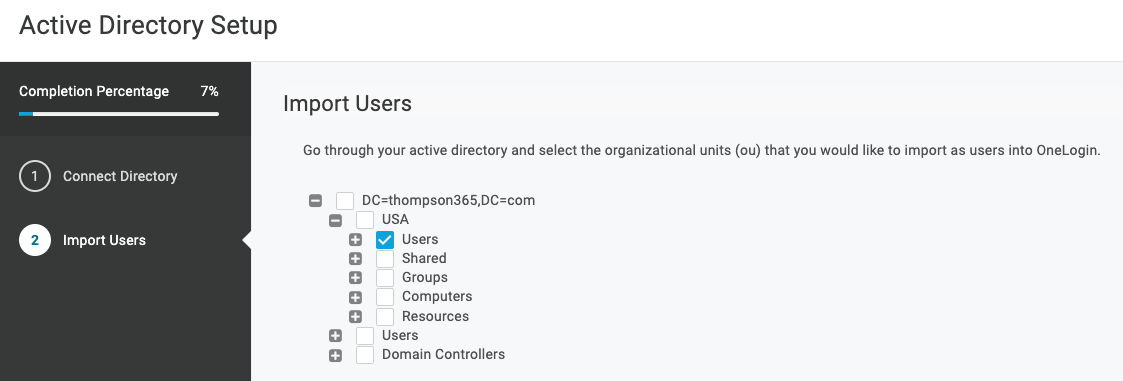 Active Directory Setup
Completion Percentage 7%
1 Connect Directory
2 Import Users
Import Users
Go through your active directory and select the organizational units (ou) that you would like to import as users into OneLogin.
DC=thompson365,DC=com
USA
Users
Shared
Groups
Computers
Resources
Users
Domain Controllers